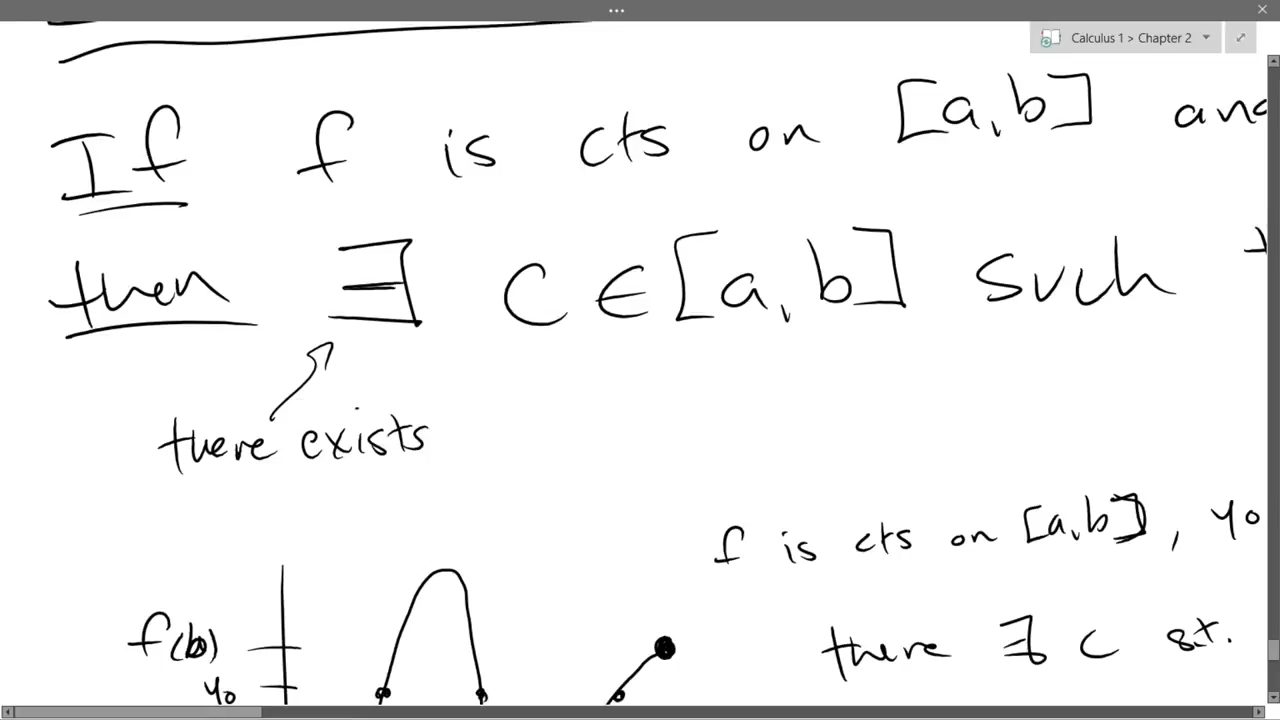 Calculus 1 > Chapter 2
If f is cts on [a,b] and
then ∃ c∈[a,b] such
there exists
f is cts on [a,b], y₀
f(b)
there ∃ c s.t.
y₀